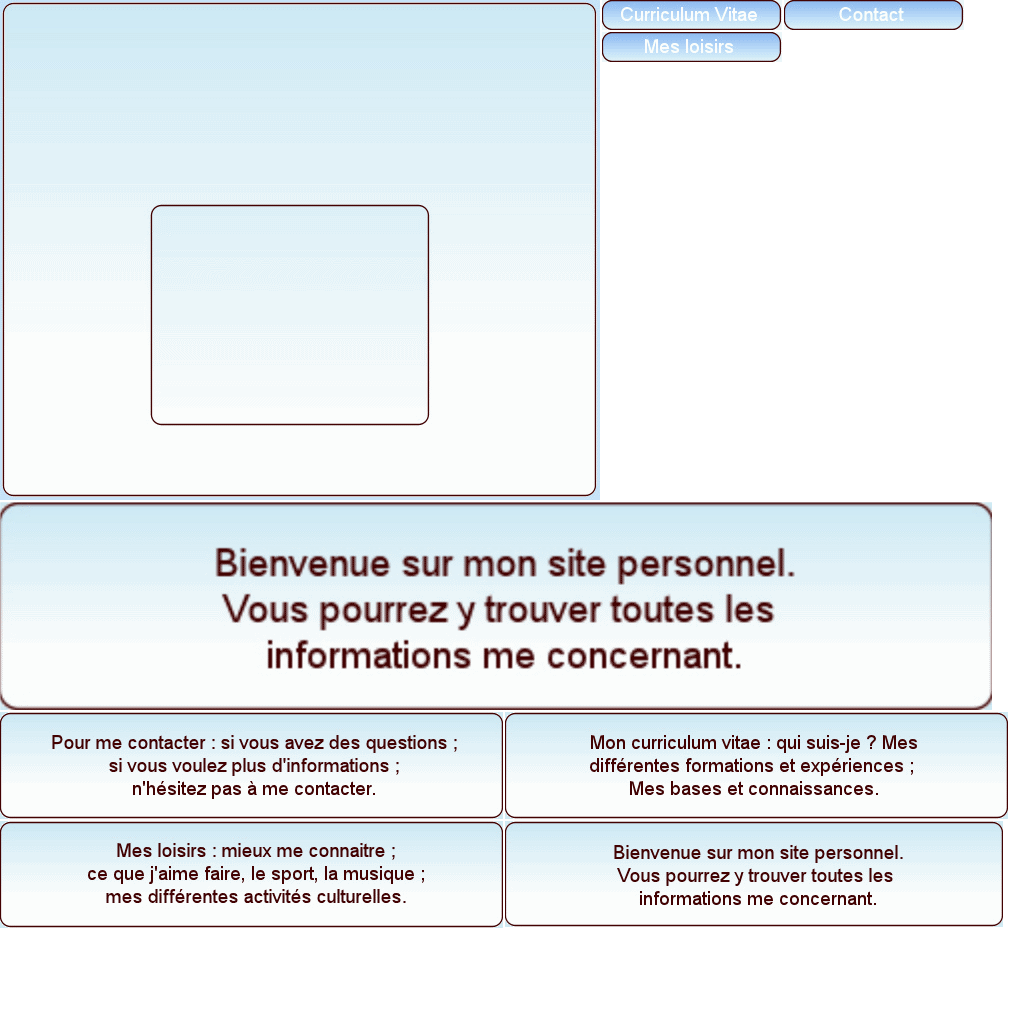 Curriculum Vitae
Contact
Mes loisirs
Bienvenue sur mon site personnel.
Vous pourrez y trouver toutes les
informations me concernant.
Pour me contacter : si vous avez des questions ;
si vous voulez plus d'informations ;
n'hésitez pas à me contacter.
Mon curriculum vitae : qui suis-je ? Mes
différentes formations et expériences ;
Mes bases et connaissances.
Mes loisirs : mieux me connaitre ;
ce que j'aime faire, le sport, la musique ;
mes différentes activités culturelles.
Bienvenue sur mon site personnel.
Vous pourrez y trouver toutes les
informations me concernant.